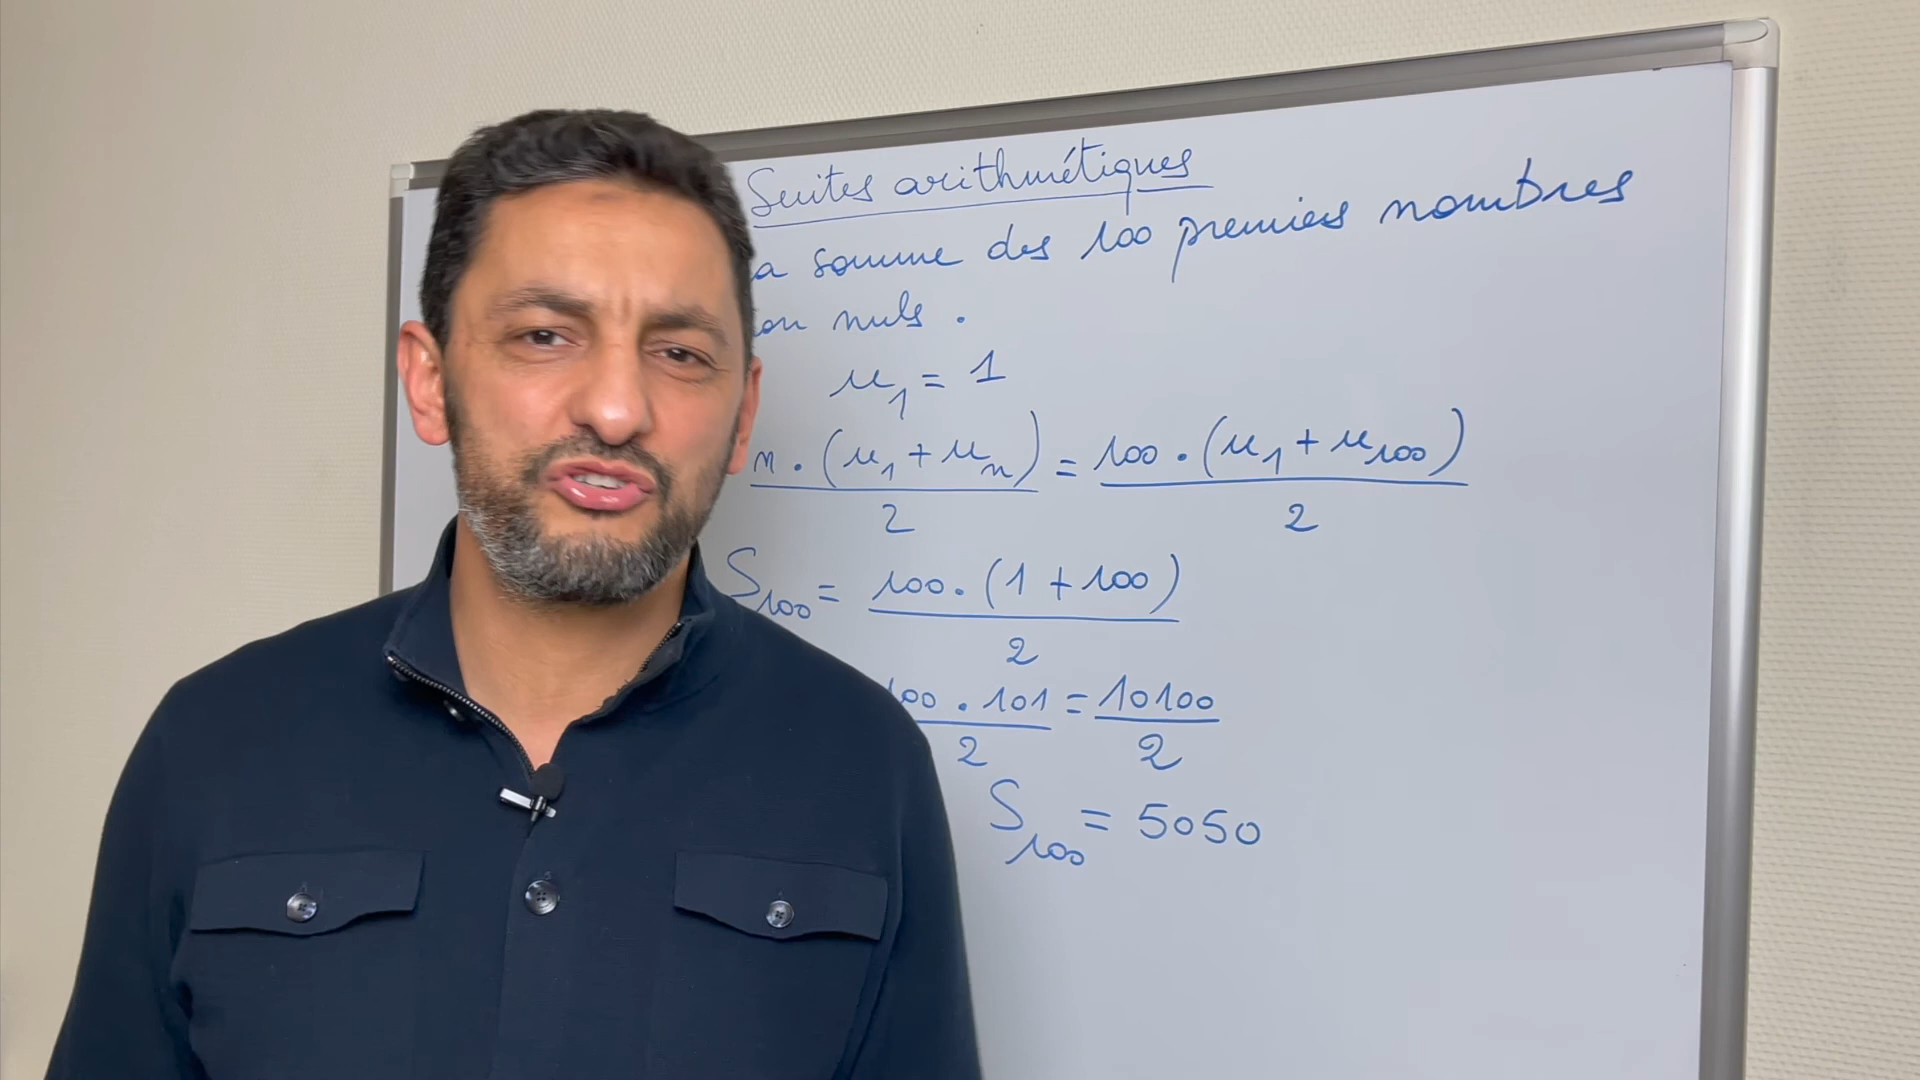 Suites arithmétiques
a somme des 100 premiers nombres
on nuls .
u₁ = 1
n . (u₁ + uₙ) / 2 = 100 . (u₁ + u₁₀₀) / 2
S₁₀₀ = 100 . (1 + 100) / 2
100 . 101 / 2 = 10100 / 2
S₁₀₀ = 5050